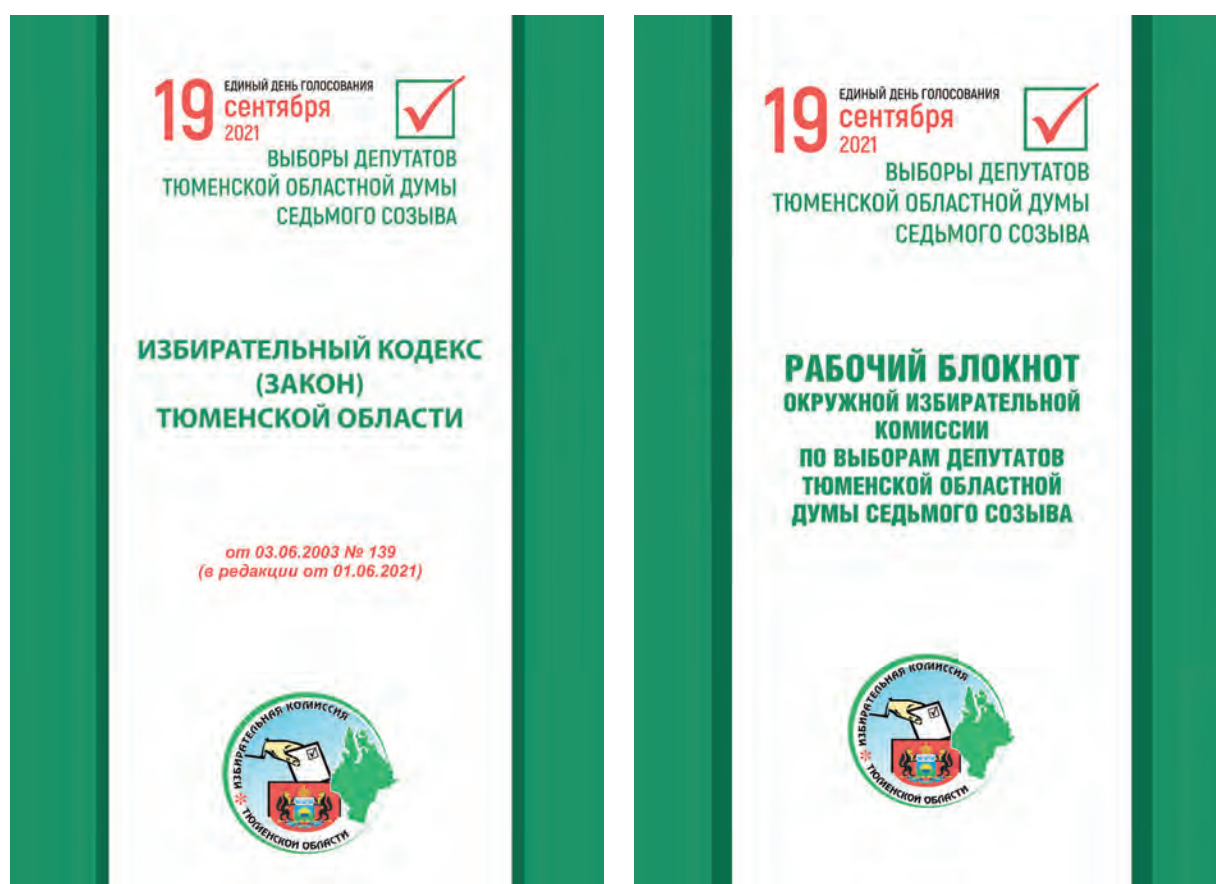 19
ЕДИНЫЙ ДЕНЬ ГОЛОСОВАНИЯ
сентября
2021
ВЫБОРЫ ДЕПУТАТОВ
ТЮМЕНСКОЙ ОБЛАСТНОЙ ДУМЫ
СЕДЬМОГО СОЗЫВА
ИЗБИРАТЕЛЬНЫЙ КОДЕКС
(ЗАКОН)
ТЮМЕНСКОЙ ОБЛАСТИ
от 03.06.2003 № 139
(в редакции от 01.06.2021)
ИЗБИРАТЕЛЬНАЯ КОМИССИЯ
ТЮМЕНСКОЙ ОБЛАСТИ
19
ЕДИНЫЙ ДЕНЬ ГОЛОСОВАНИЯ
сентября
2021
ВЫБОРЫ ДЕПУТАТОВ
ТЮМЕНСКОЙ ОБЛАСТНОЙ ДУМЫ
СЕДЬМОГО СОЗЫВА
РАБОЧИЙ БЛОКНОТ
ОКРУЖНОЙ ИЗБИРАТЕЛЬНОЙ
КОМИССИИ
ПО ВЫБОРАМ ДЕПУТАТОВ
ТЮМЕНСКОЙ ОБЛАСТНОЙ
ДУМЫ СЕДЬМОГО СОЗЫВА
ИЗБИРАТЕЛЬНАЯ КОМИССИЯ
ТЮМЕНСКОЙ ОБЛАСТИ